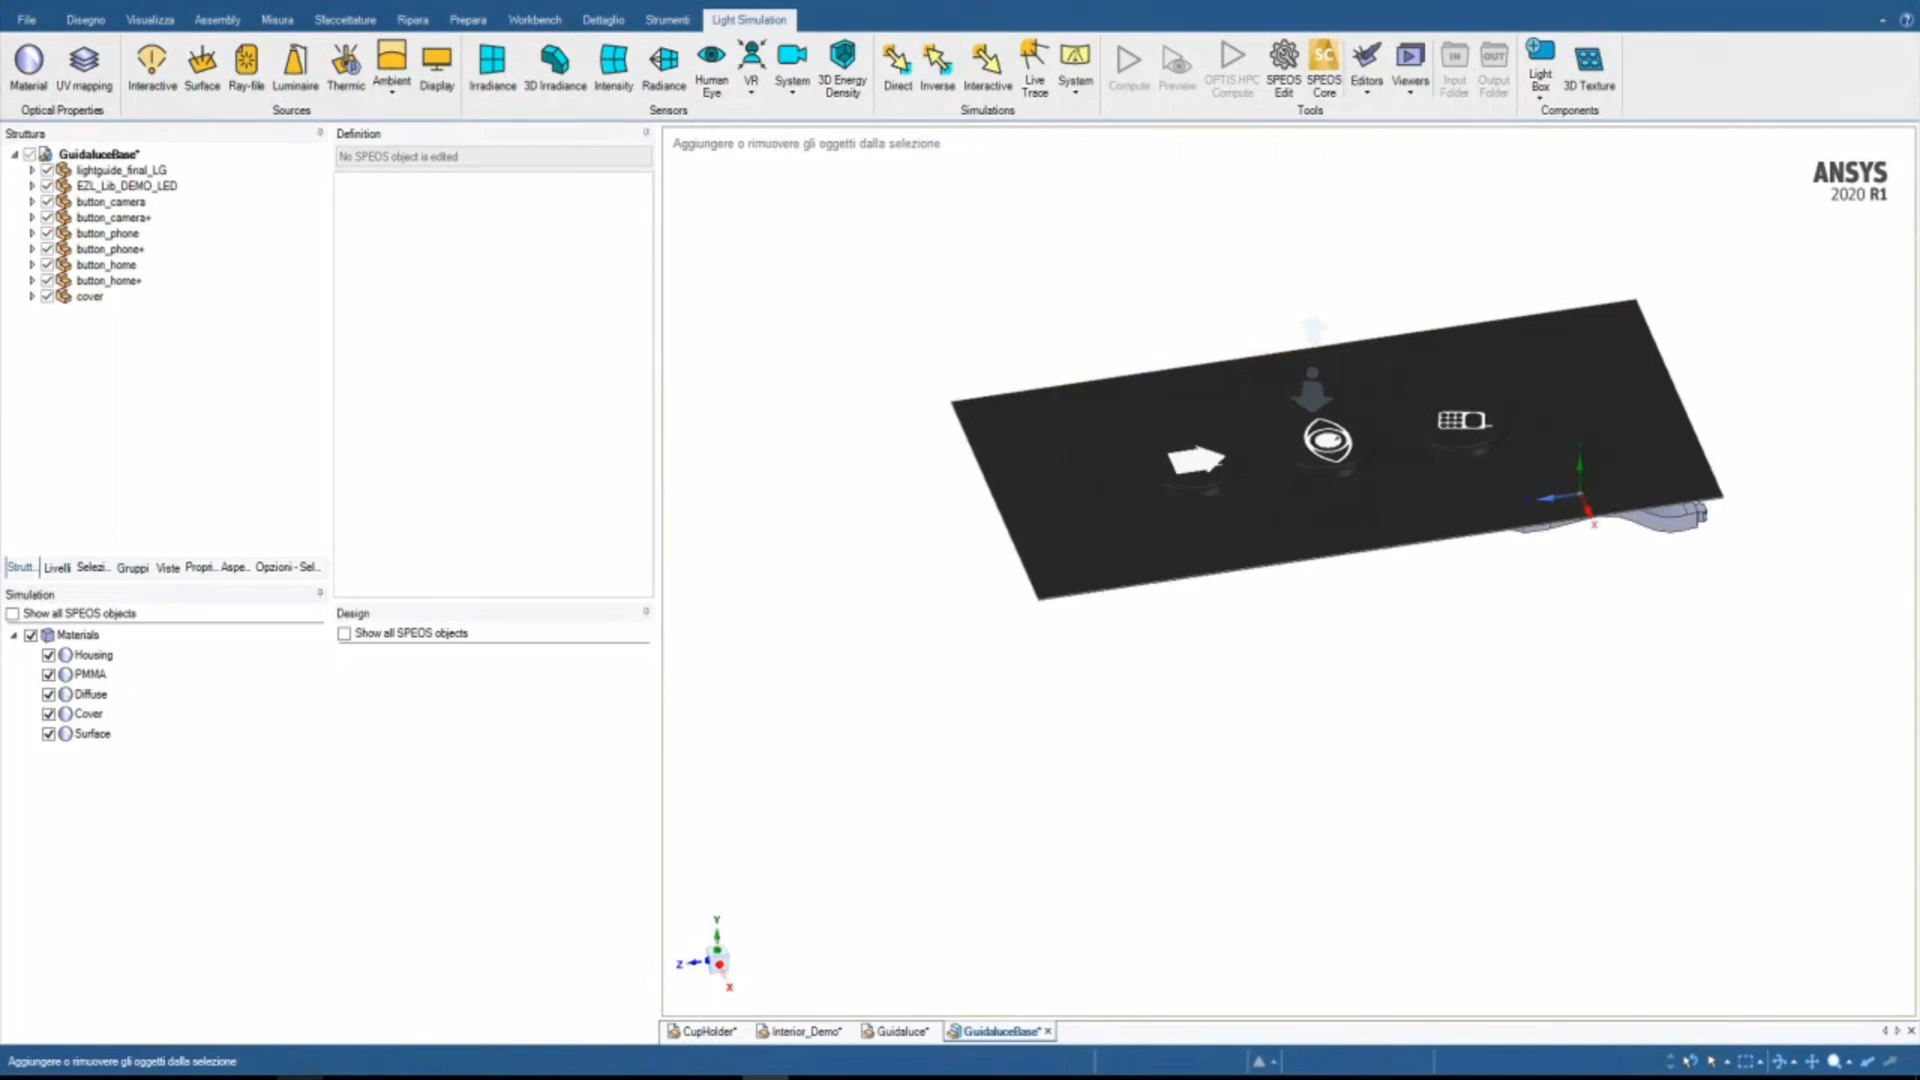 File Disegno Visualizza Assembly Misura Sfaccettature Ripara Prepara Workbench Dettaglio Strumenti Light Simulation
Material UV mapping Interactive Surface Ray-file Luminaire Thermic Ambient Display Irradiance 3D Irradiance Intensity Radiance Human Eye VR System 3D Energy Density Direct Inverse Interactive Live Trace System Compute Preview OPTIS HPC Compute SPEOS Edit SC SPEOS Core Editors Viewers IN Input Folder OUT Output Folder Light Box 3D Texture
Optical Properties Sources Sensors Simulations Tools Components
Struttura
GuidaluceBase*
lightguide_final_LG
EZL_Lib_DEMO_LED
button_camera
button_camera+
button_phone
button_phone+
button_home
button_home+
cover
Strutt... Livelli Selezi... Gruppi Viste Propri... Aspe... Opzioni - Sel...
Simulation
Show all SPEOS objects
Materials
Housing
PMMA
Diffuse
Cover
Surface
Definition
No SPEOS object is edited
Design
Show all SPEOS objects
Aggiungere o rimuovere gli oggetti dalla selezione
ANSYS
2020 R1
X
Y
Z
X
CupHolder* Interior_Demo* Guidaluce* GuidaluceBase*
Aggiungere o rimuovere gli oggetti dalla selezione